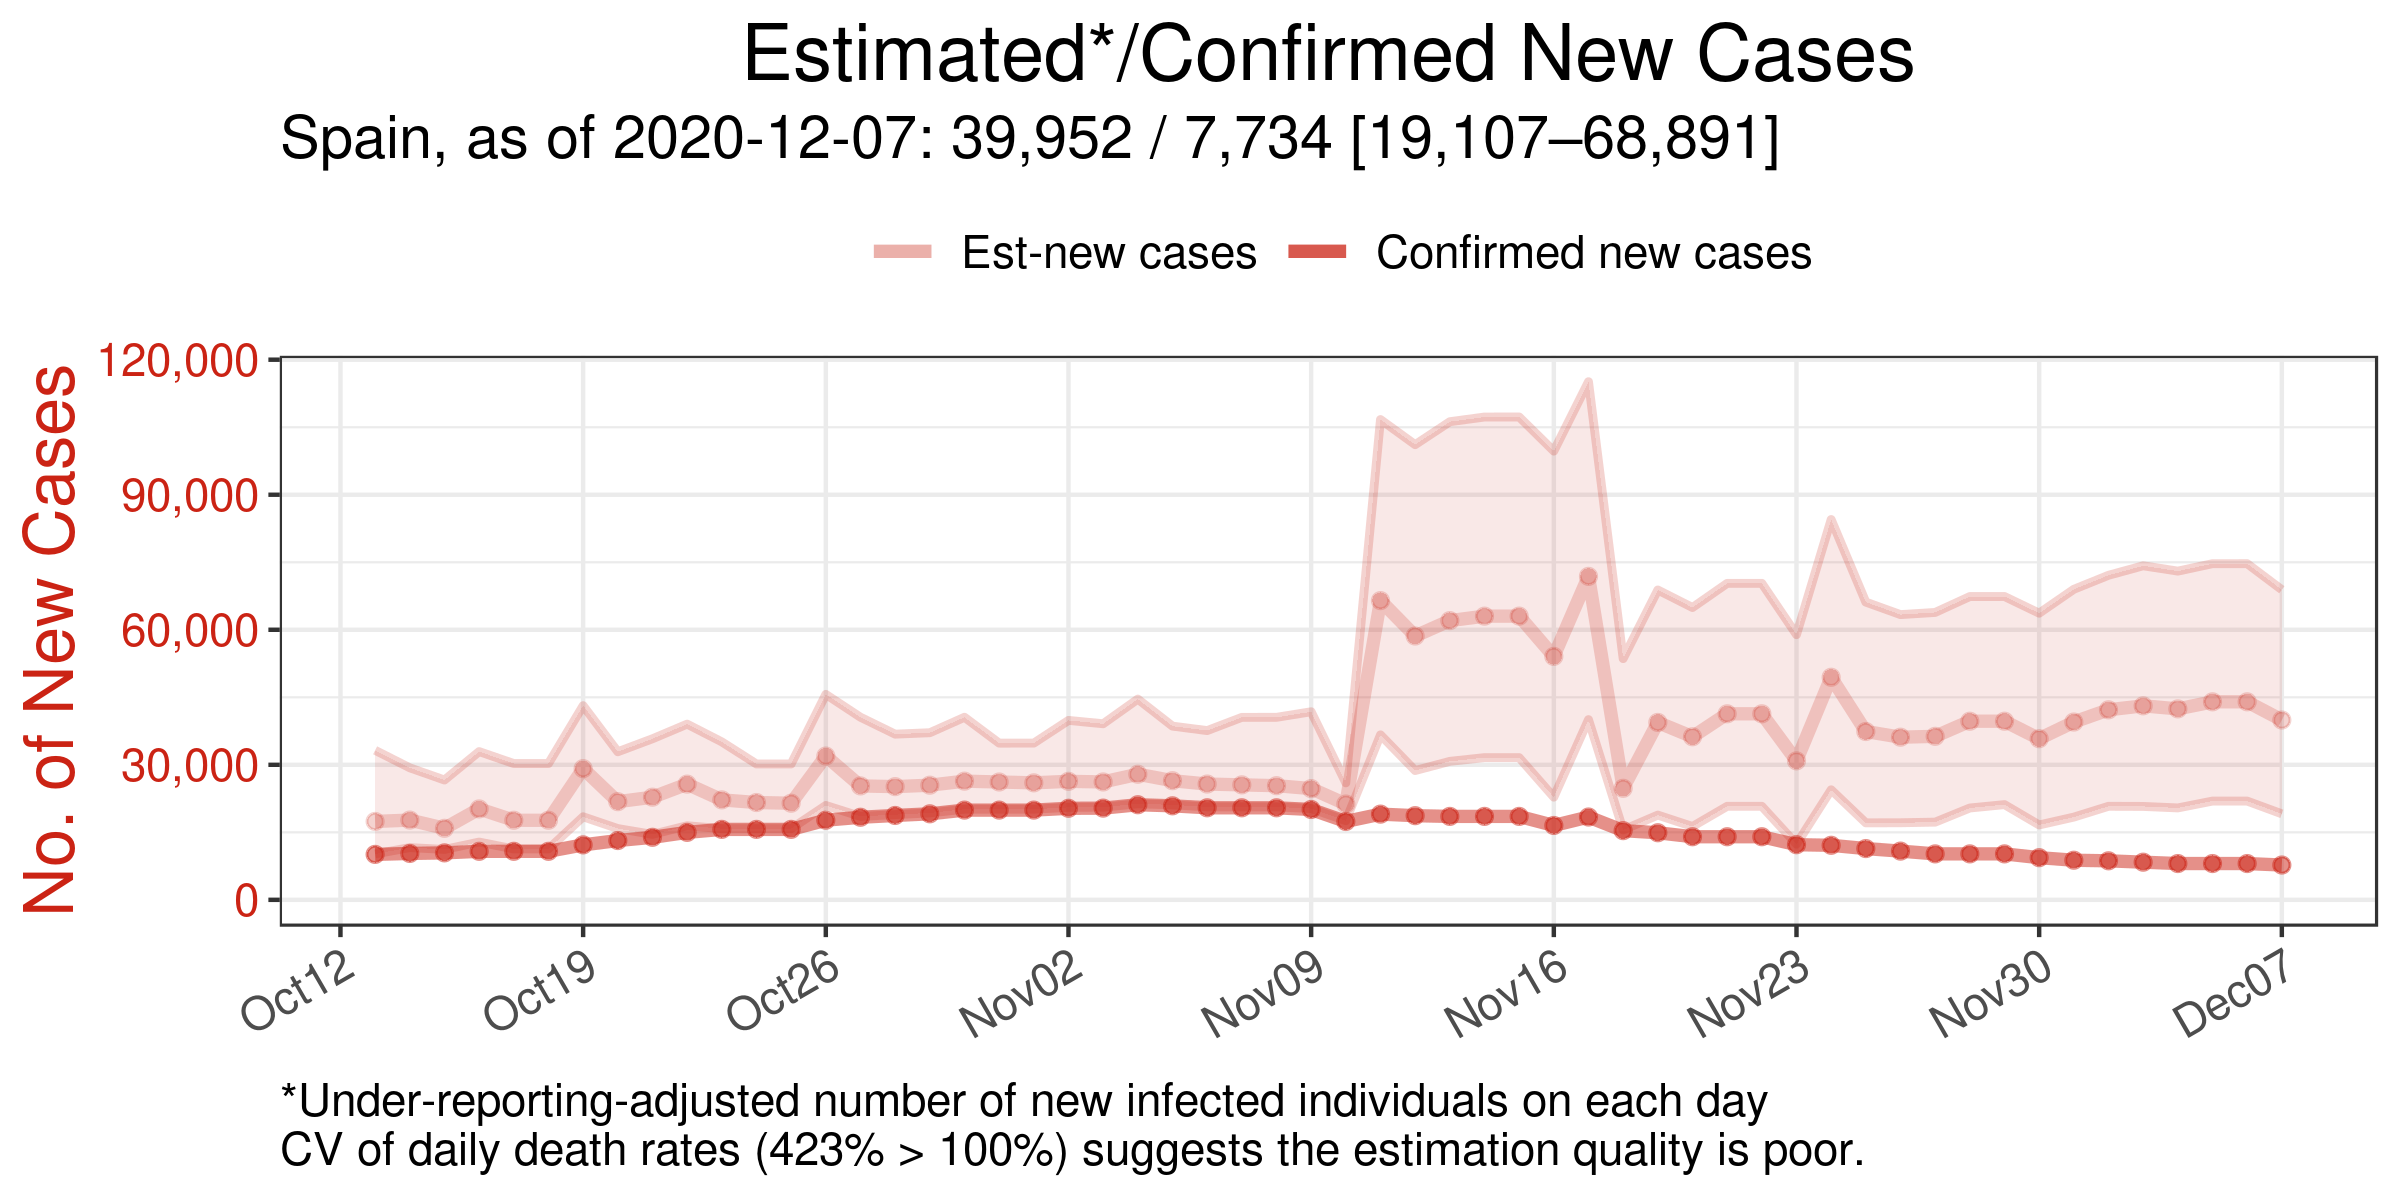 Estimated*/Confirmed New Cases
Spain, as of 2020-12-07: 39,952 / 7,734 [19,107–68,891]
Est-new cases
Confirmed new cases
No. of New Cases
120,000
90,000
60,000
30,000
0
Oct12
Oct19
Oct26
Nov02
Nov09
Nov16
Nov23
Nov30
Dec07
*Under-reporting-adjusted number of new infected individuals on each day
CV of daily death rates (423% > 100%) suggests the estimation quality is poor.